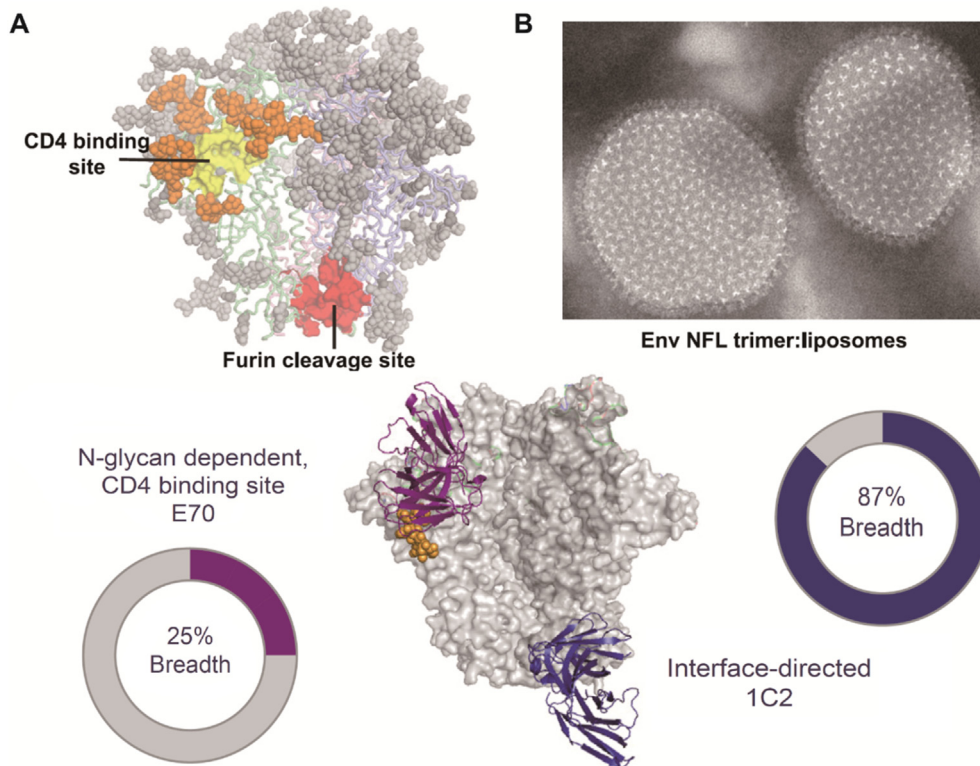 A
B
CD4 binding
site
Furin cleavage site
Env NFL trimer:liposomes
N-glycan dependent,
CD4 binding site
E70
25%
Breadth
87%
Breadth
Interface-directed
1C2